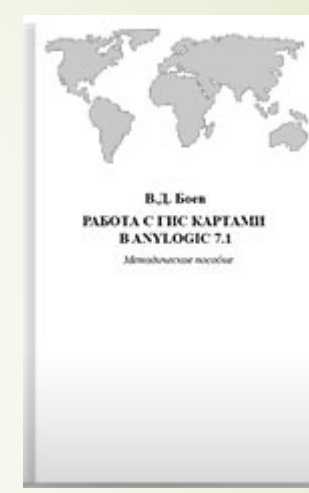 В.Д. Боев
РАБОТА С ГИС КАРТАМИ
В ANYLOGIC 7.1
Методическое пособие